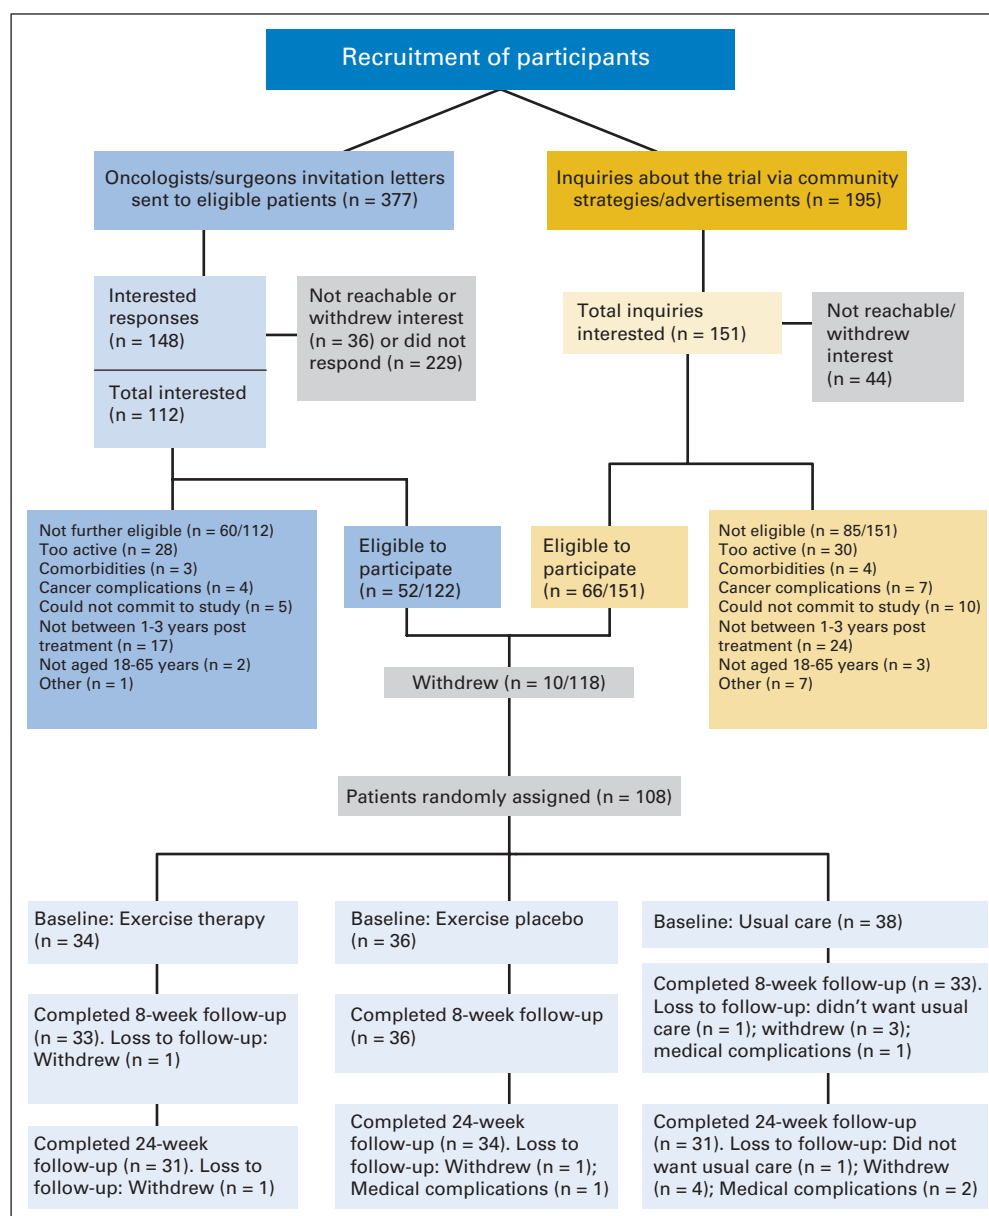 Recruitment of participants
Oncologists/surgeons invitation letters
sent to eligible patients (n = 377)
Inquiries about the trial via community
strategies/advertisements (n = 195)
Interested
responses
(n = 148)
Total interested
(n = 112)
Not reachable or
withdrew interest
(n = 36) or did not
respond (n = 229)
Total inquiries
interested (n = 151)
Not reachable/
withdrew
interest
(n = 44)
Not further eligible (n = 60/112)
Too active (n = 28)
Comorbidities (n = 3)
Cancer complications (n = 4)
Could not commit to study (n = 5)
Not between 1-3 years post
treatment (n = 17)
Not aged 18-65 years (n = 2)
Other (n = 1)
Eligible to
participate
(n = 52/122)
Eligible to
participate
(n = 66/151)
Not eligible (n = 85/151)
Too active (n = 30)
Comorbidities (n = 4)
Cancer complications (n = 7)
Could not commit to study (n = 10)
Not between 1-3 years post
treatment (n = 24)
Not aged 18-65 years (n = 3)
Other (n = 7)
Withdrew (n = 10/118)
Patients randomly assigned (n = 108)
Baseline: Exercise therapy
(n = 34)
Baseline: Exercise placebo
(n = 36)
Baseline: Usual care (n = 38)
Completed 8-week follow-up
(n = 33). Loss to follow-up:
Withdrew (n = 1)
Completed 8-week follow-up
(n = 36)
Completed 8-week follow-up (n = 33).
Loss to follow-up: didn't want usual
care (n = 1); withdrew (n = 3);
medical complications (n = 1)
Completed 24-week
follow-up (n = 31). Loss to
follow-up: Withdrew (n = 1)
Completed 24-week
follow-up (n = 34). Loss to
follow-up: Withdrew (n = 1);
Medical complications (n = 1)
Completed 24-week follow-up
(n = 31). Loss to follow-up: Did not
want usual care (n = 1); Withdrew
(n = 4); Medical complications (n = 2)